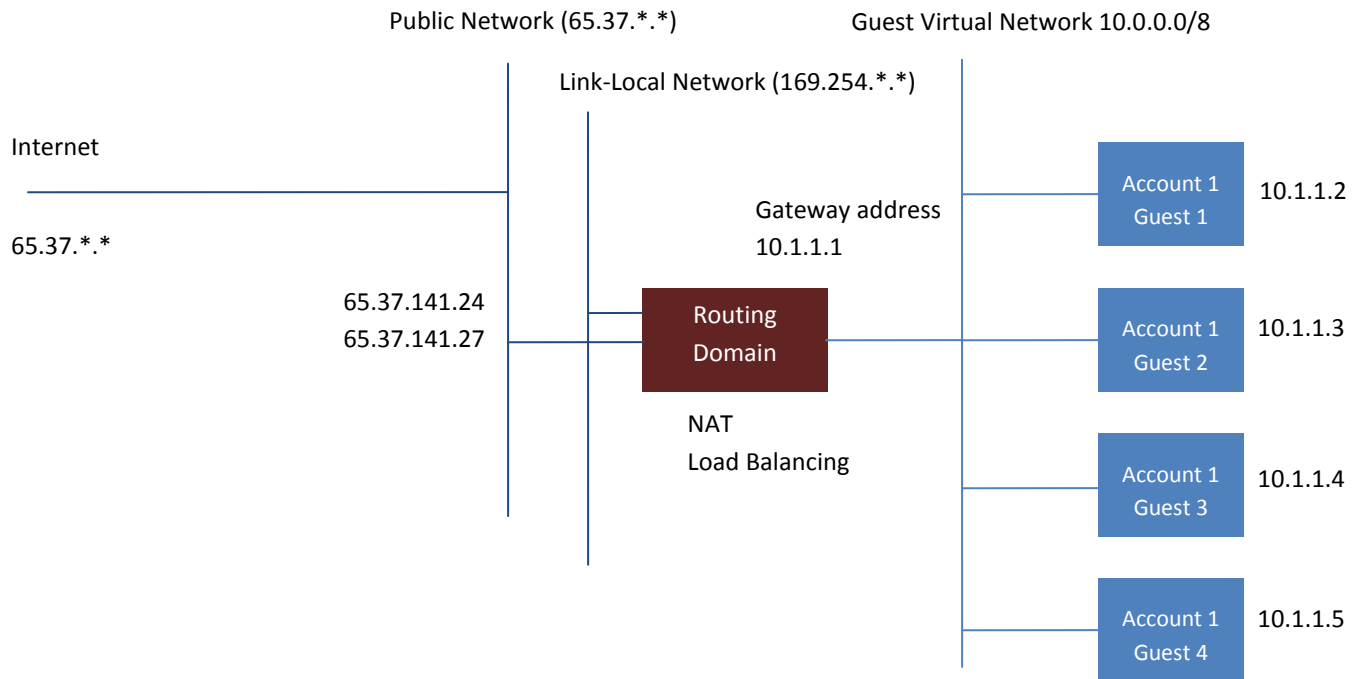 Public Network (65.37.*.*)
Guest Virtual Network 10.0.0.0/8
Link-Local Network (169.254.*.*)
Internet
65.37.*.*
65.37.141.24
65.37.141.27
Gateway address
10.1.1.1
Routing
Domain
NAT
Load Balancing
Account 1
Guest 1
10.1.1.2
Account 1
Guest 2
10.1.1.3
Account 1
Guest 3
10.1.1.4
Account 1
Guest 4
10.1.1.5